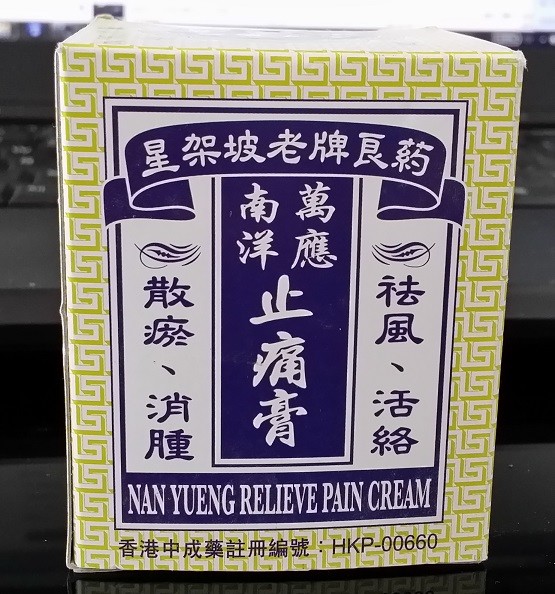 星架坡老牌良葯
祛風、活絡
萬應
南洋
止痛膏
散瘀、消腫
NAN YUENG RELIEVE PAIN CREAM
香港中成藥註冊編號：HKP-00660